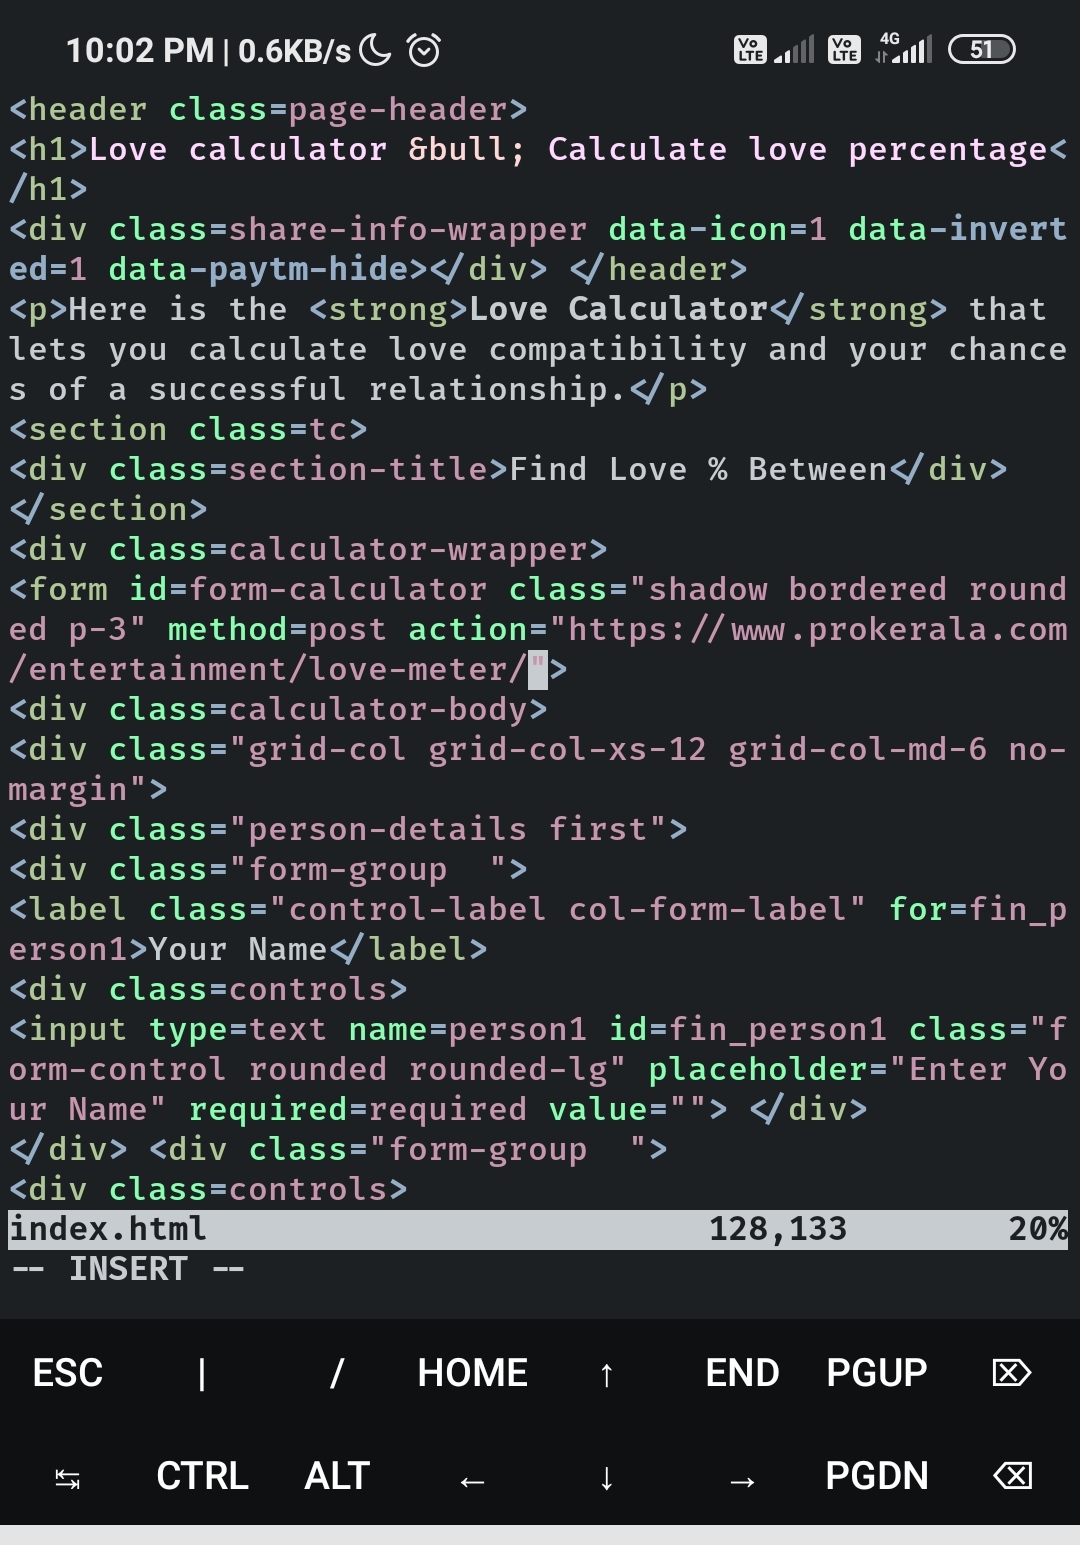 10:02 PM | 0.6KB/s Vo LTE Vo LTE 4G 51
<header class=page-header>
<h1>Love calculator &bull; Calculate love percentage<
/h1>
<div class=share-info-wrapper data-icon=1 data-invert
ed=1 data-paytm-hide></div> </header>
<p>Here is the <strong>Love Calculator</strong> that
lets you calculate love compatibility and your chance
s of a successful relationship.</p>
<section class=tc>
<div class=section-title>Find Love % Between</div>
</section>
<div class=calculator-wrapper>
<form id=form-calculator class="shadow bordered round
ed p-3" method=post action="https://www.prokerala.com
/entertainment/love-meter/">
<div class=calculator-body>
<div class="grid-col grid-col-xs-12 grid-col-md-6 no-
margin">
<div class="person-details first">
<div class="form-group  ">
<label class="control-label col-form-label" for=fin_p
erson1>Your Name</label>
<div class=controls>
<input type=text name=person1 id=fin_person1 class="f
orm-control rounded rounded-lg" placeholder="Enter Yo
ur Name" required=required value=""> </div>
</div> <div class="form-group  ">
<div class=controls>
index.html 128,133 20%
-- INSERT --
ESC | / HOME ↑ END PGUP ⌦
↹ CTRL ALT ← ↓ → PGDN ⌫